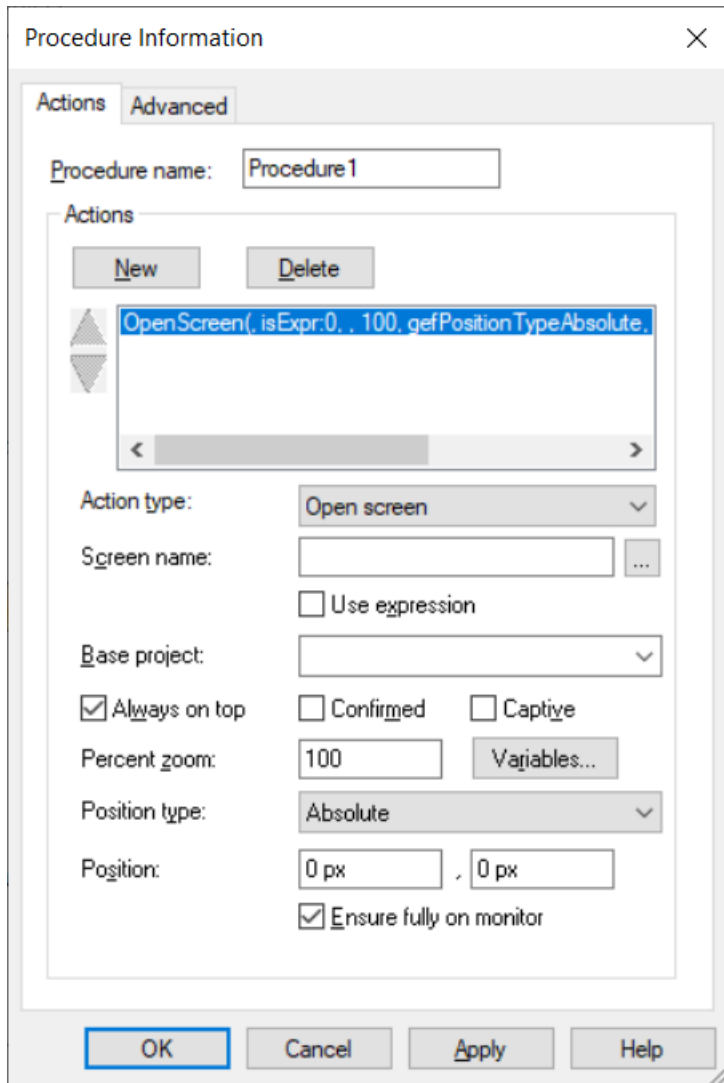 Procedure Information
Actions Advanced
Procedure name: Procedure1
Actions
New Delete
OpenScreen(, isExpr:0, , 100, gefPositionTypeAbsolute,
Action type: Open screen
Screen name: ...
Use expression
Base project:
Always on top Confirmed Captive
Percent zoom: 100 Variables...
Position type: Absolute
Position: 0 px , 0 px
Ensure fully on monitor
OK Cancel Apply Help